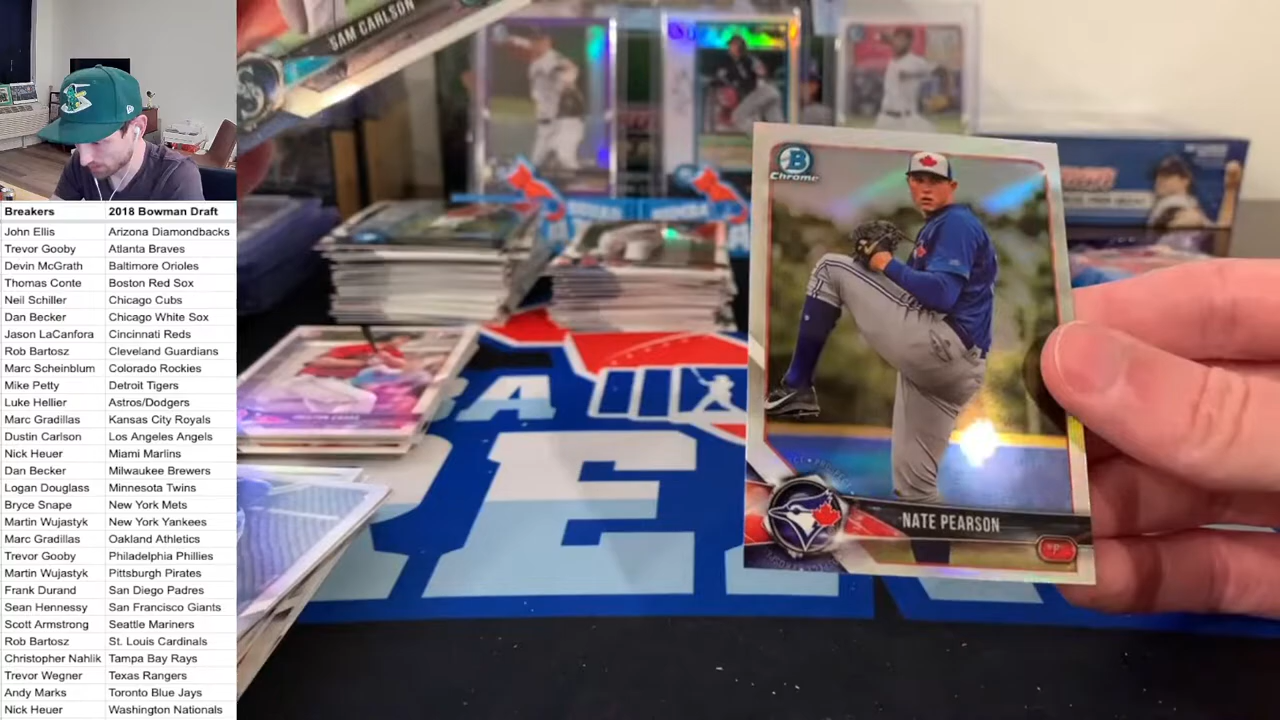 SAM CARLSON
B
Chrome
NATE PEARSON
Breakers 2018 Bowman Draft
John Ellis Arizona Diamondbacks
Trevor Gooby Atlanta Braves
Devin McGrath Baltimore Orioles
Thomas Conte Boston Red Sox
Neil Schiller Chicago Cubs
Dan Becker Chicago White Sox
Jason LaCanfora Cincinnati Reds
Rob Bartosz Cleveland Guardians
Marc Scheinblum Colorado Rockies
Mike Petty Detroit Tigers
Luke Hellier Astros/Dodgers
Marc Gradillas Kansas City Royals
Dustin Carlson Los Angeles Angels
Nick Heuer Miami Marlins
Dan Becker Milwaukee Brewers
Logan Douglass Minnesota Twins
Bryce Snape New York Mets
Martin Wujastyk New York Yankees
Marc Gradillas Oakland Athletics
Trevor Gooby Philadelphia Phillies
Martin Wujastyk Pittsburgh Pirates
Frank Durand San Diego Padres
Sean Hennessy San Francisco Giants
Scott Armstrong Seattle Mariners
Rob Bartosz St. Louis Cardinals
Christopher Nahlik Tampa Bay Rays
Trevor Wegner Texas Rangers
Andy Marks Toronto Blue Jays
Nick Heuer Washington Nationals